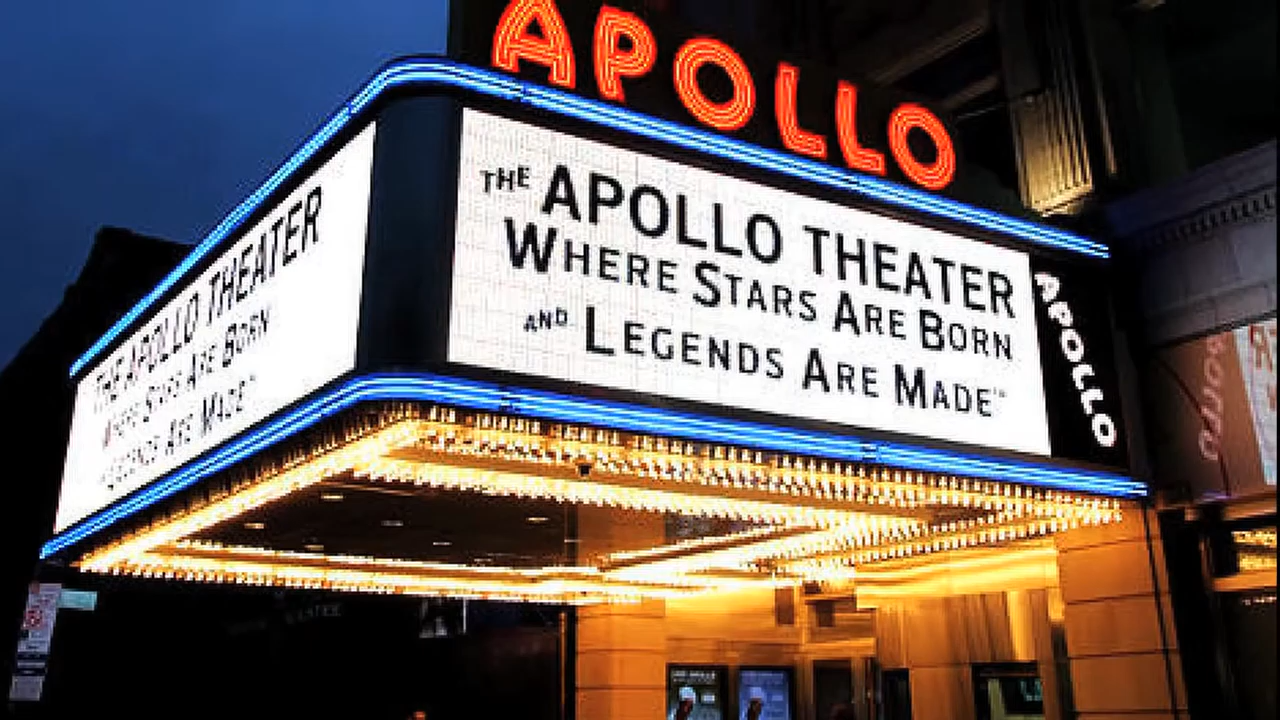 APOLLO
THE APOLLO THEATER
WHERE STARS ARE BORN
AND LEGENDS ARE MADE™
APOLLO
THE APOLLO THEATER
WHERE STARS ARE BORN
LEGENDS ARE MADE™